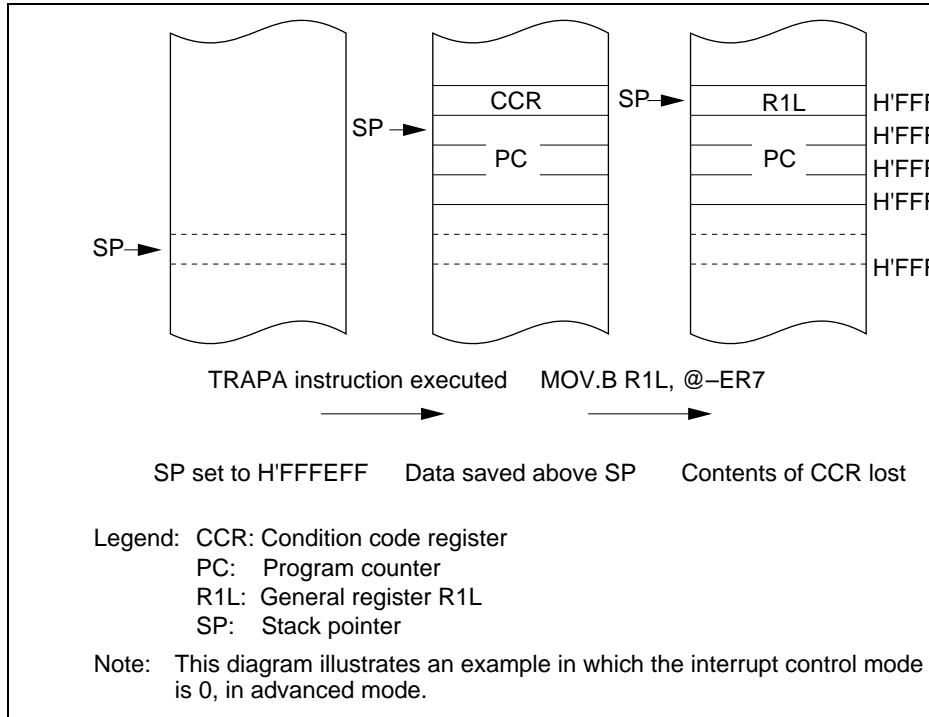 CCR
SP
R1L
H'FFF
SP
H'FFF
PC
PC
H'FFF
H'FFF
SP
H'FFF
TRAPA instruction executed
MOV.B R1L, @–ER7
SP set to H'FFFEFF
Data saved above SP
Contents of CCR lost
Legend: CCR: Condition code register
PC: Program counter
R1L: General register R1L
SP: Stack pointer
Note: This diagram illustrates an example in which the interrupt control mode
is 0, in advanced mode.